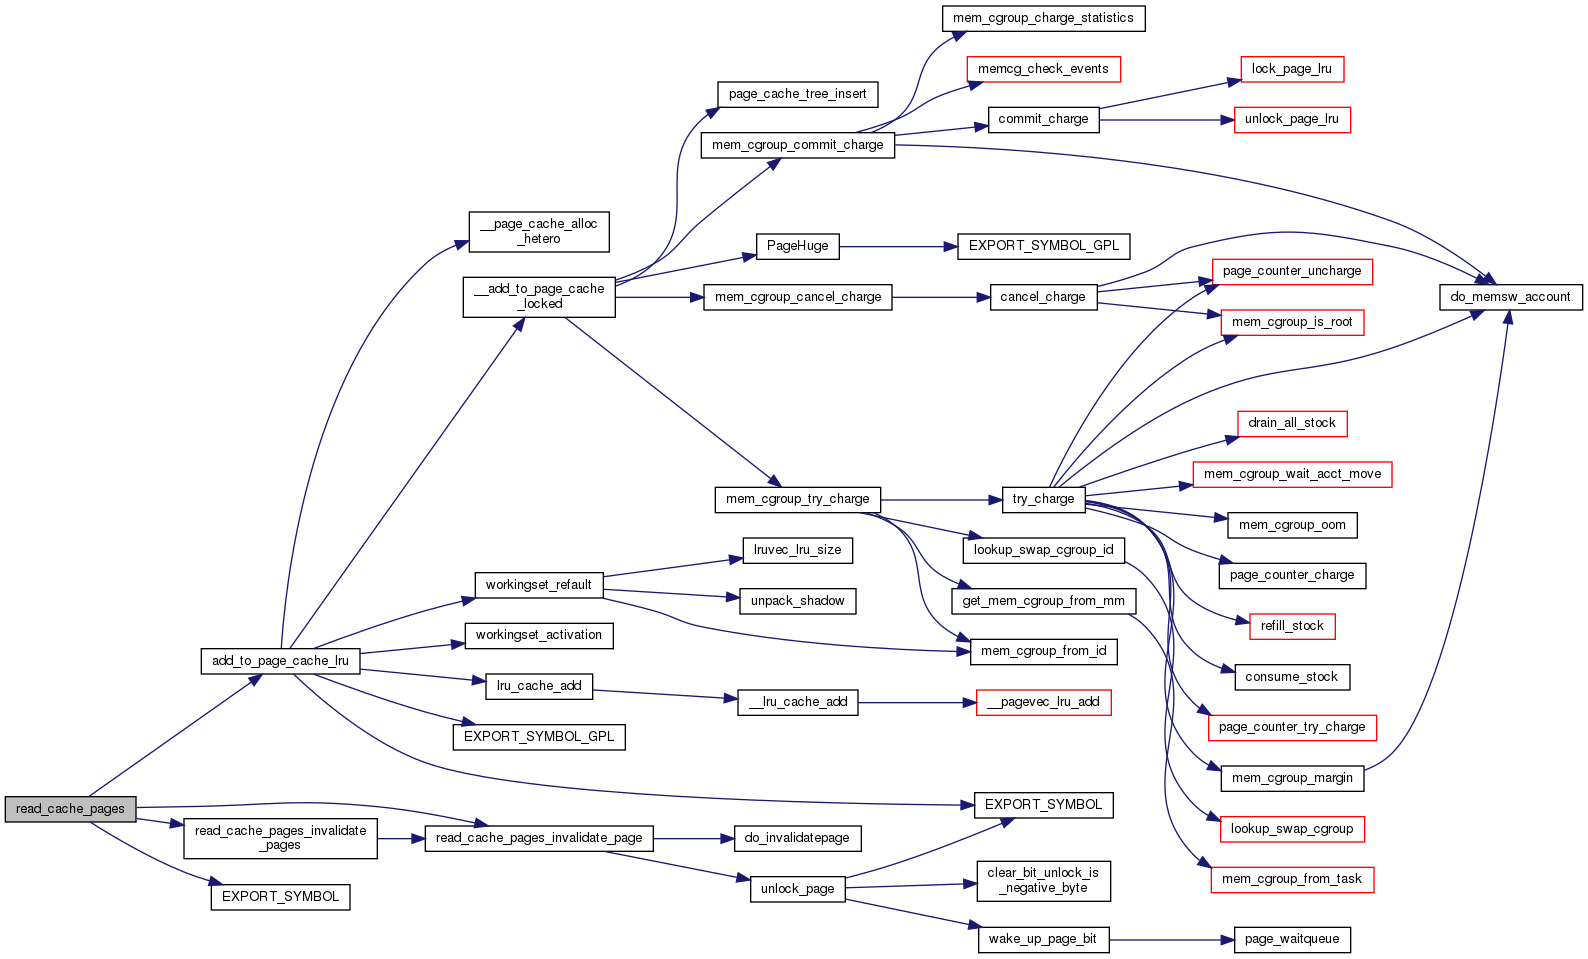 mem_cgroup_charge_statistics
memcg_check_events
lock_page_lru
page_cache_tree_insert
commit_charge
unlock_page_lru
mem_cgroup_commit_charge
__page_cache_alloc
_hetero
PageHuge
EXPORT_SYMBOL_GPL
page_counter_uncharge
__add_to_page_cache
_locked
mem_cgroup_cancel_charge
cancel_charge
do_memsw_account
mem_cgroup_is_root
drain_all_stock
mem_cgroup_wait_acct_move
mem_cgroup_try_charge
try_charge
mem_cgroup_oom
lruvec_lru_size
lookup_swap_cgroup_id
page_counter_charge
workingset_refault
unpack_shadow
get_mem_cgroup_from_mm
refill_stock
workingset_activation
mem_cgroup_from_id
add_to_page_cache_lru
consume_stock
lru_cache_add
__lru_cache_add
__pagevec_lru_add
page_counter_try_charge
EXPORT_SYMBOL_GPL
mem_cgroup_margin
read_cache_pages
EXPORT_SYMBOL
read_cache_pages_invalidate
_pages
read_cache_pages_invalidate_page
do_invalidatepage
lookup_swap_cgroup
clear_bit_unlock_is
_negative_byte
unlock_page
mem_cgroup_from_task
EXPORT_SYMBOL
wake_up_page_bit
page_waitqueue